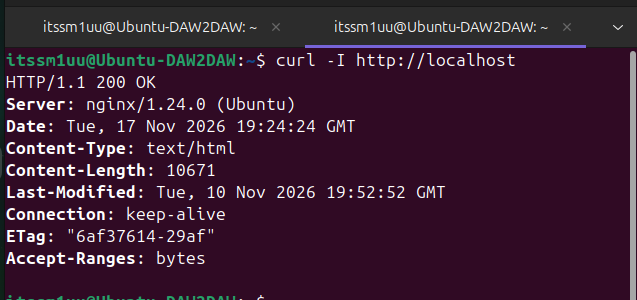 itssm1uu@Ubuntu-DAW2DAW: ~ × itssm1uu@Ubuntu-DAW2DAW: ~ ×
itssm1uu@Ubuntu-DAW2DAW:~$ curl -I http://localhost
HTTP/1.1 200 OK
Server: nginx/1.24.0 (Ubuntu)
Date: Tue, 17 Nov 2026 19:24:24 GMT
Content-Type: text/html
Content-Length: 10671
Last-Modified: Tue, 10 Nov 2026 19:52:52 GMT
Connection: keep-alive
ETag: "6af37614-29af"
Accept-Ranges: bytes
itssm1uu@Ubuntu-DAW2DAW:~$